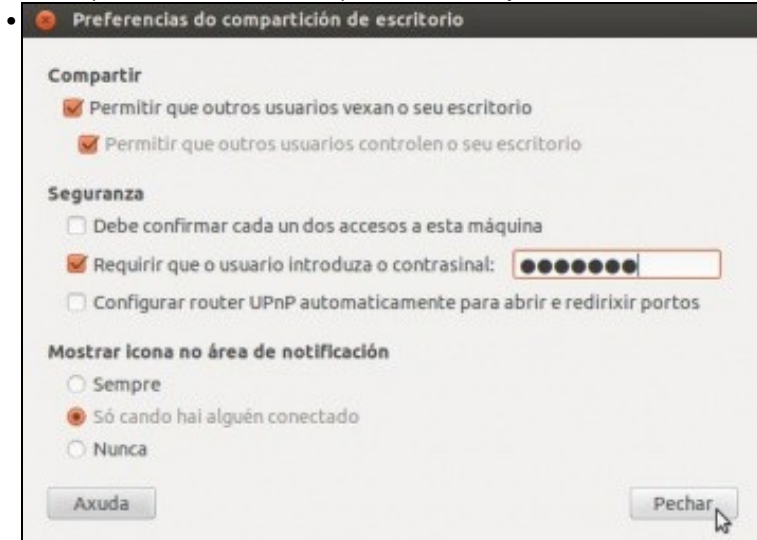 Preferencias do compartición de escritorio
Compartir
Permitir que outros usuarios vexan o seu escritorio
Permitir que outros usuarios controlen o seu escritorio
Seguranza
Debe confirmar cada un dos accesos a esta máquina
Requirir que o usuario introduza o contrasinal: ●●●●●●●
Configurar router UPnP automaticamente para abrir e redirixir portos
Mostrar icona no área de notificación
Sempre
Só cando hai alguén conectado
Nunca
Axuda Pechar